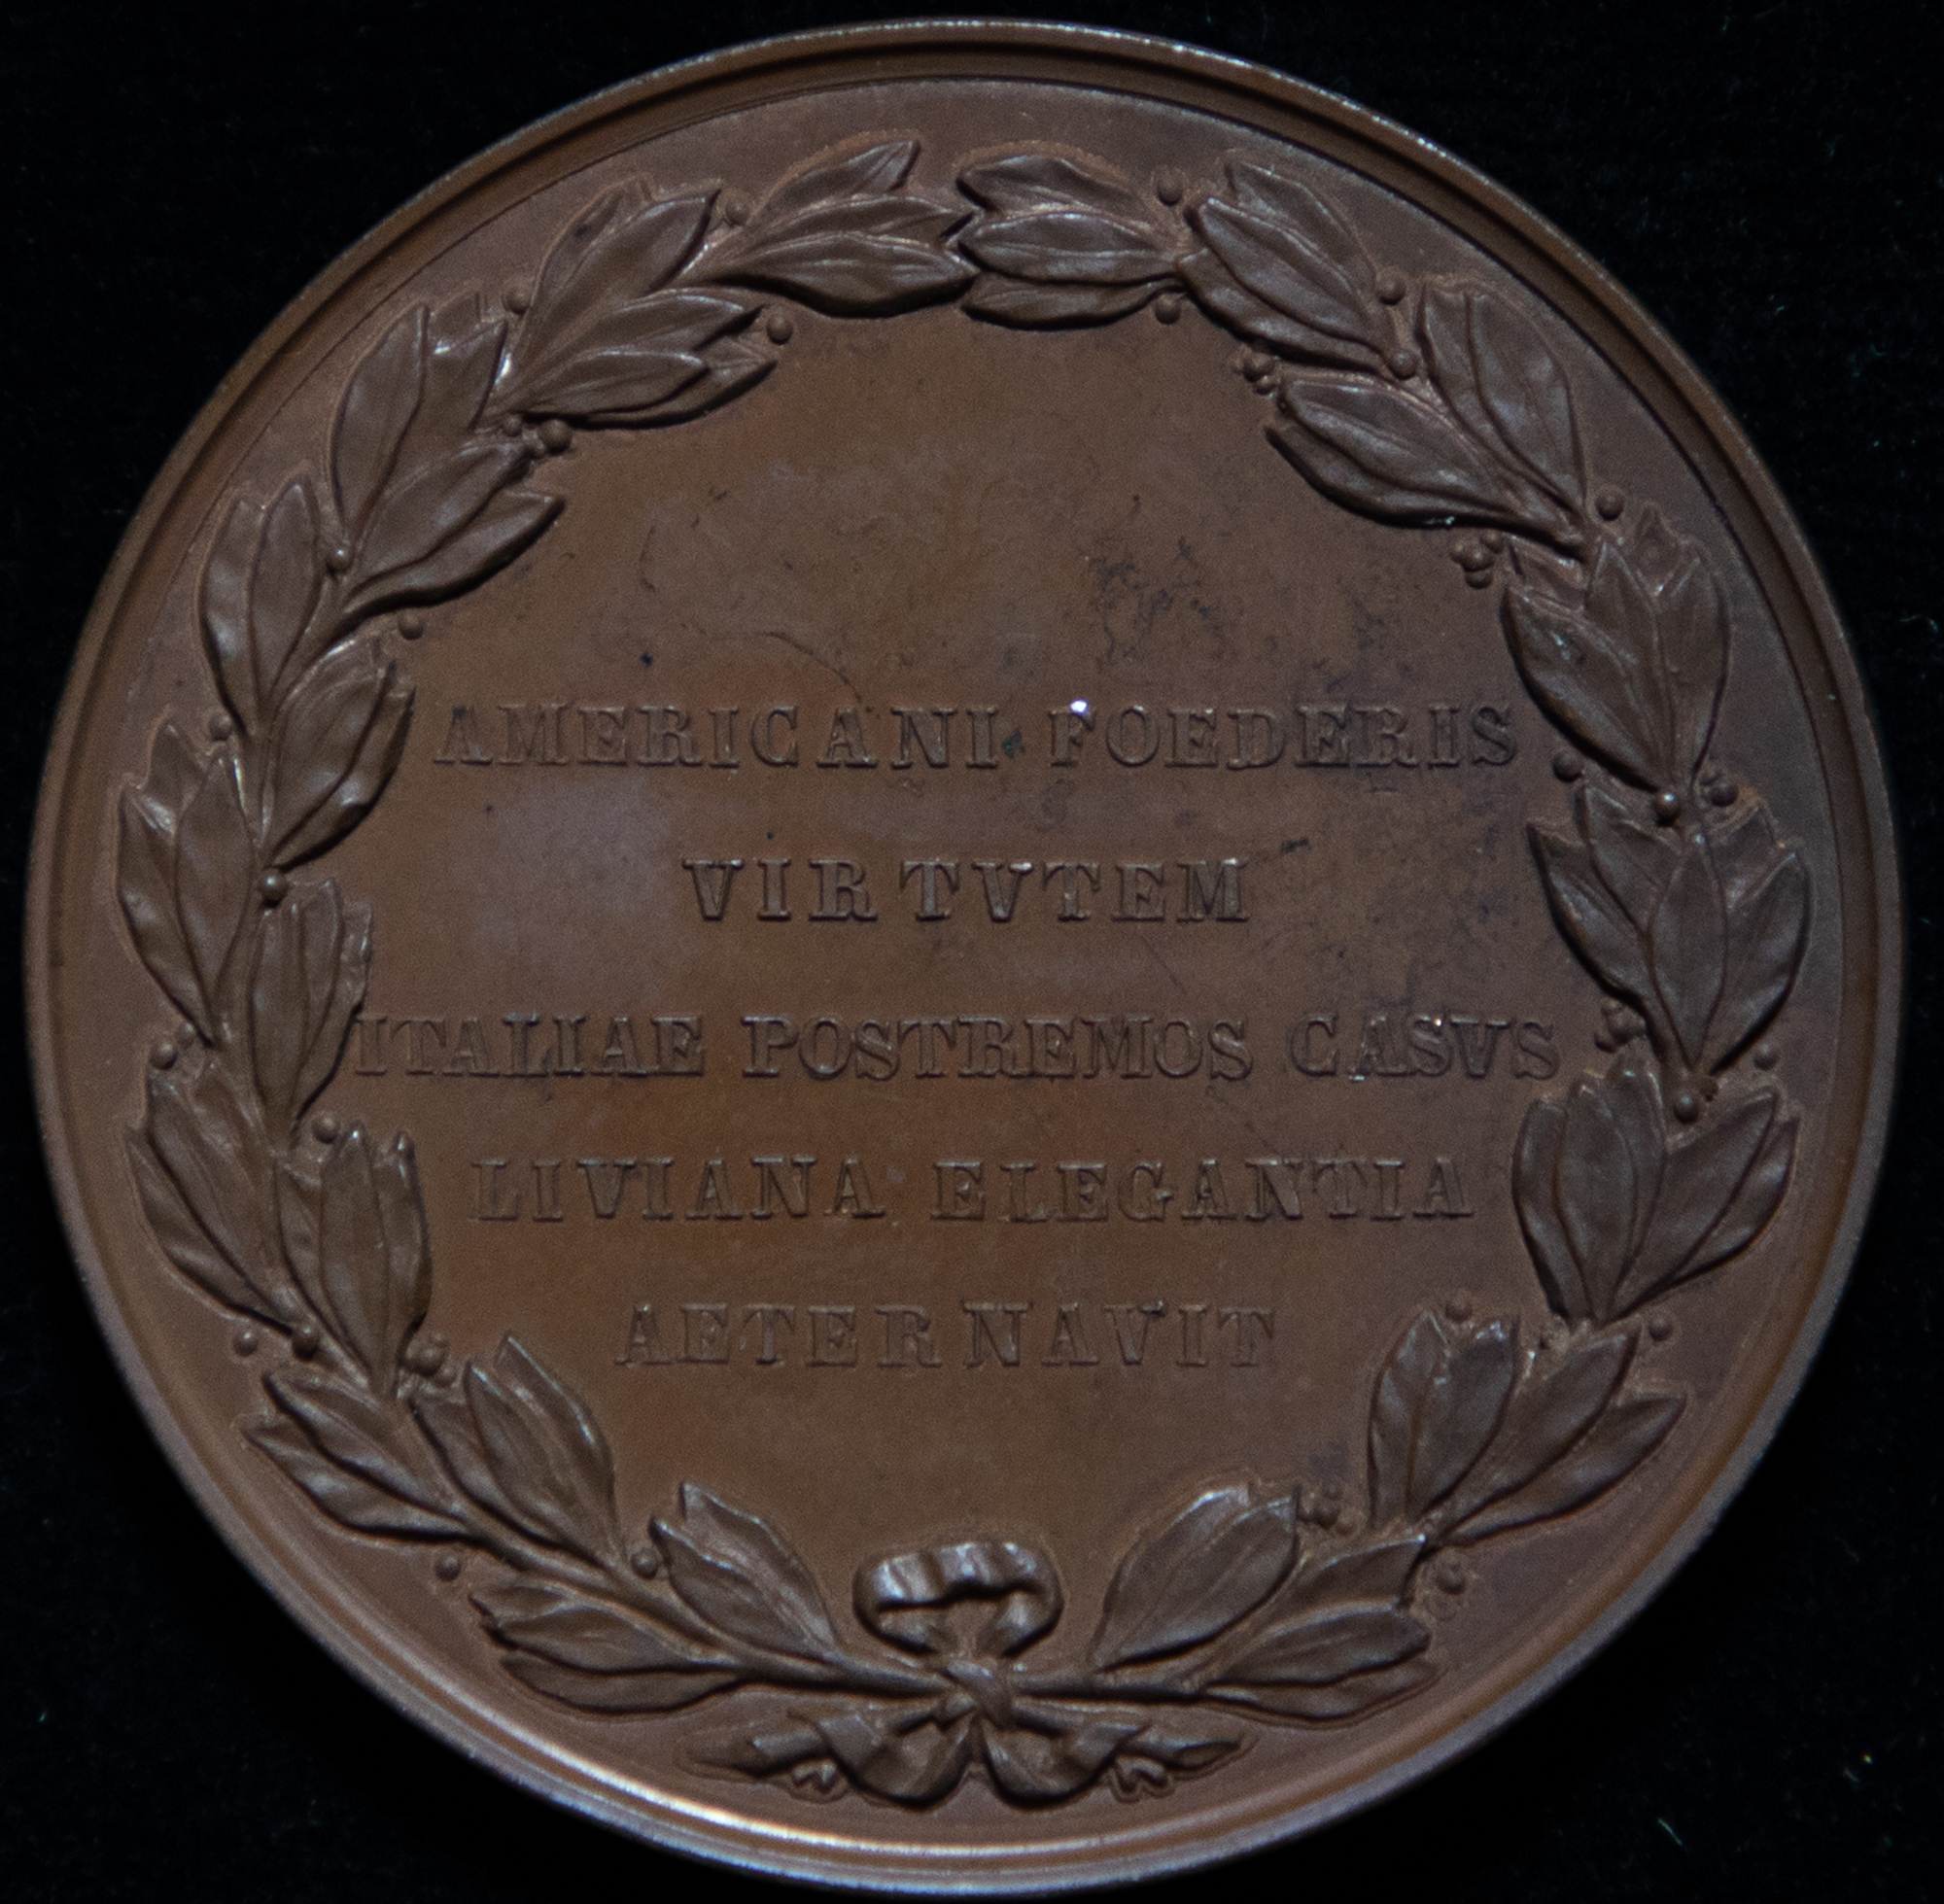 AMERICANI FOEDERIS
VIRTVTEM
ITALIAE POSTREMOS CASVS
LIVIANA ELEGANTIA
AETERNAVIT